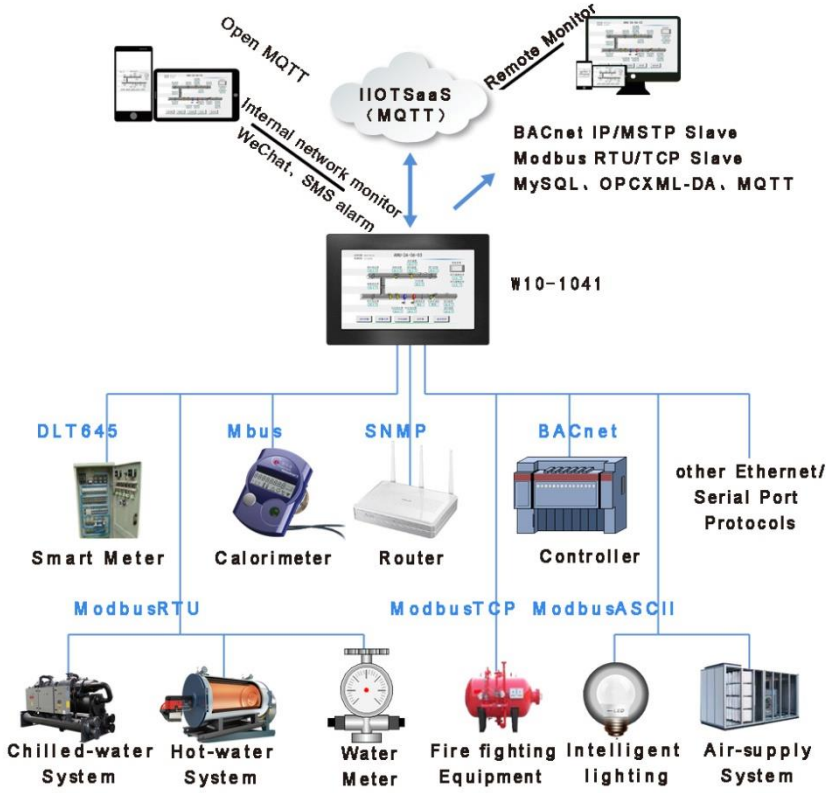 Open MQTT
Remote Monitor
IIOTSaaS
(MQTT)
Internal network monitor
WeChat、SMS alarm
BACnet IP/MSTP Slave
Modbus RTU/TCP Slave
MySQL、OPCXML-DA、MQTT
W10-1041
DLT645
Mbus
SNMP
BACnet
other Ethernet/
Serial Port
Protocols
Smart Meter
Calorimeter
Router
Controller
ModbusRTU
ModbusTCP
ModbusASCII
Chilled-water
System
Hot-water
System
Water
Meter
Fire fighting
Equipment
Intelligent
lighting
Air-supply
System